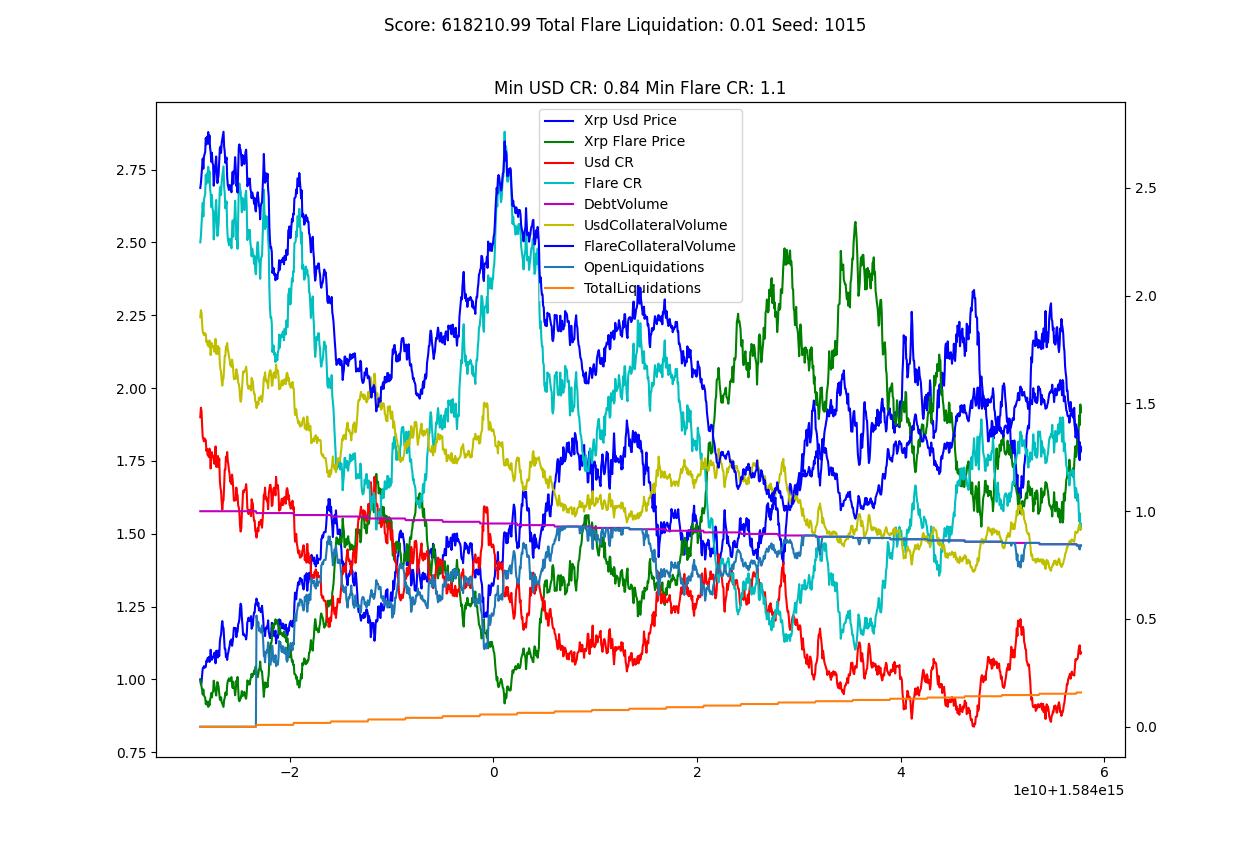 Score: 618210.99 Total Flare Liquidation: 0.01 Seed: 1015
Min USD CR: 0.84 Min Flare CR: 1.1
Xrp Usd Price
Xrp Flare Price
Usd CR
Flare CR
DebtVolume
UsdCollateralVolume
FlareCollateralVolume
OpenLiquidations
TotalLiquidations
2.75
2.50
2.25
2.00
1.75
1.50
1.25
1.00
0.75
2.5
2.0
1.5
1.0
0.5
0.0
−2 0 2 4 6
1e10+1.584e15